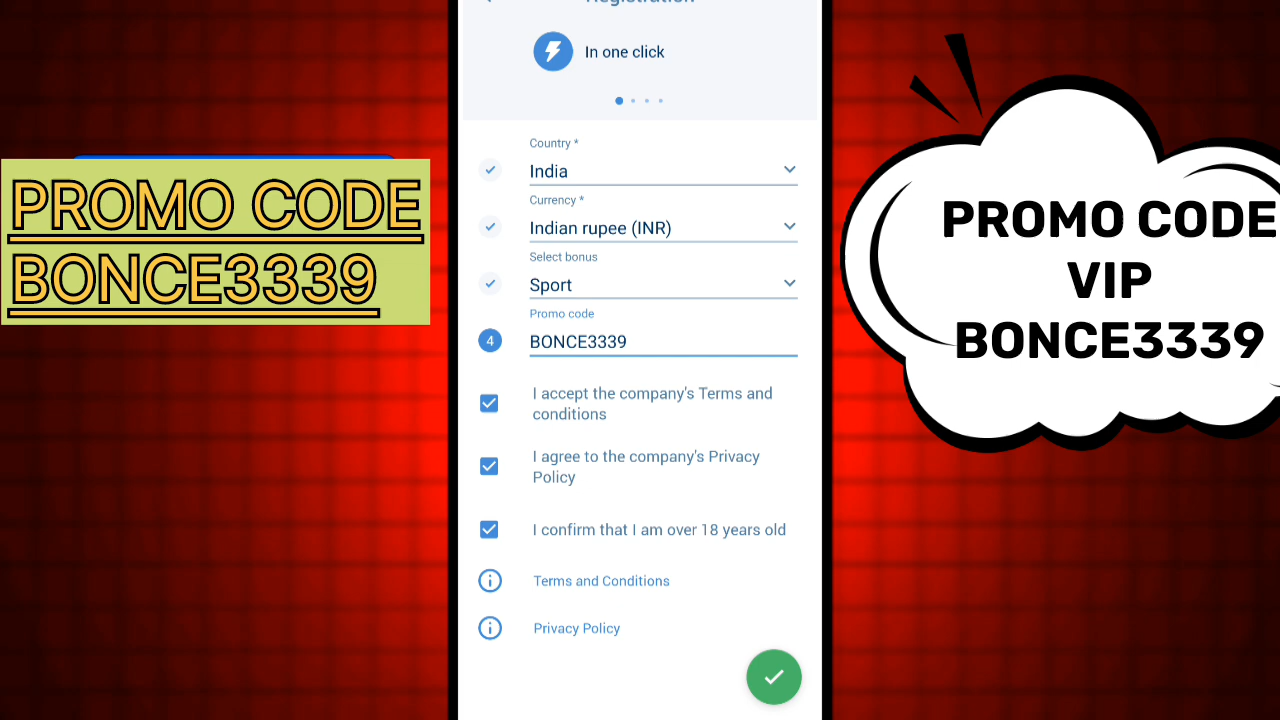 Registration
In one click
PROMO CODE
BONCE3339
Country *
India
Currency *
Indian rupee (INR)
Select bonus
Sport
Promo code
4
BONCE3339
I accept the company's Terms and
conditions
I agree to the company's Privacy
Policy
I confirm that I am over 18 years old
Terms and Conditions
Privacy Policy
PROMO CODE
VIP
BONCE3339